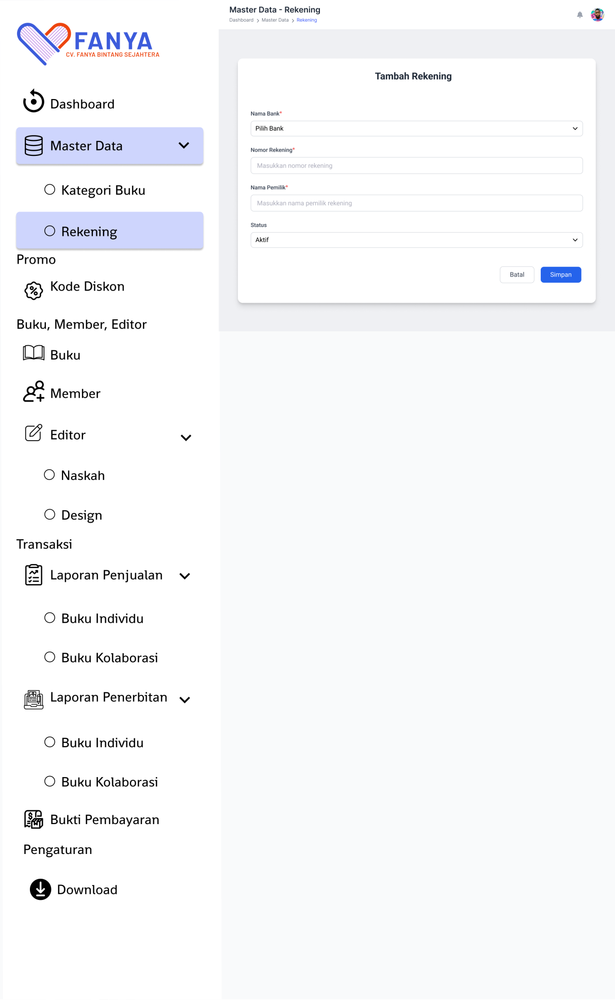 FANYA
CV. FANYA BINTANG SEJAHTERA
Dashboard
Master Data
Kategori Buku
Rekening
Promo
Kode Diskon
Buku, Member, Editor
Buku
Member
Editor
Naskah
Design
Transaksi
Laporan Penjualan
Buku Individu
Buku Kolaborasi
Laporan Penerbitan
Buku Individu
Buku Kolaborasi
Bukti Pembayaran
Pengaturan
Download
Master Data - Rekening
Dashboard > Master Data > Rekening
Tambah Rekening
Nama Bank*
Pilih Bank
Nomor Rekening*
Masukkan nomor rekening
Nama Pemilik*
Masukkan nama pemilik rekening
Status
Aktif
Batal Simpan